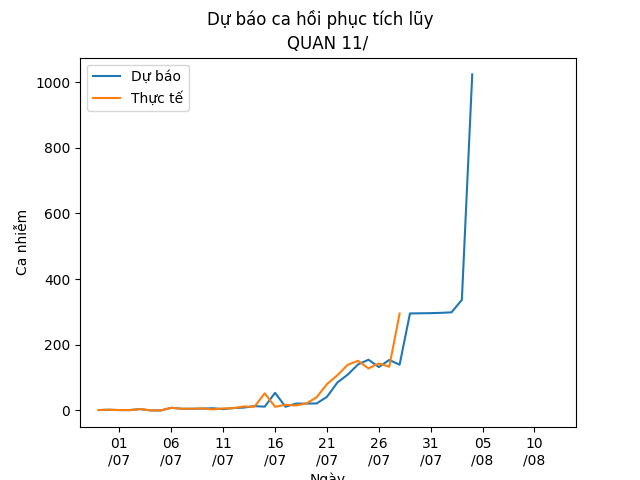 Dự báo ca hồi phục tích lũy
QUAN 11/
Dự báo
Thực tế
Ca nhiễm
1000
800
600
400
200
0
01 06 11 16 21 26 31 05 10
/07 /07 /07 /07 /07 /07 /07 /08 /08
Ngày